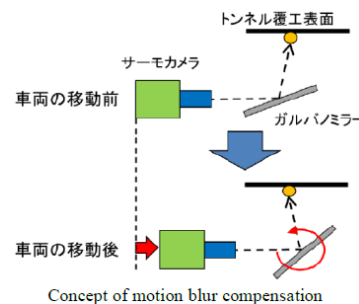 トンネル覆工表面
サーモカメラ
車両の移動前
ガルバノミラー
車両の移動後
Concept of motion blur compensation